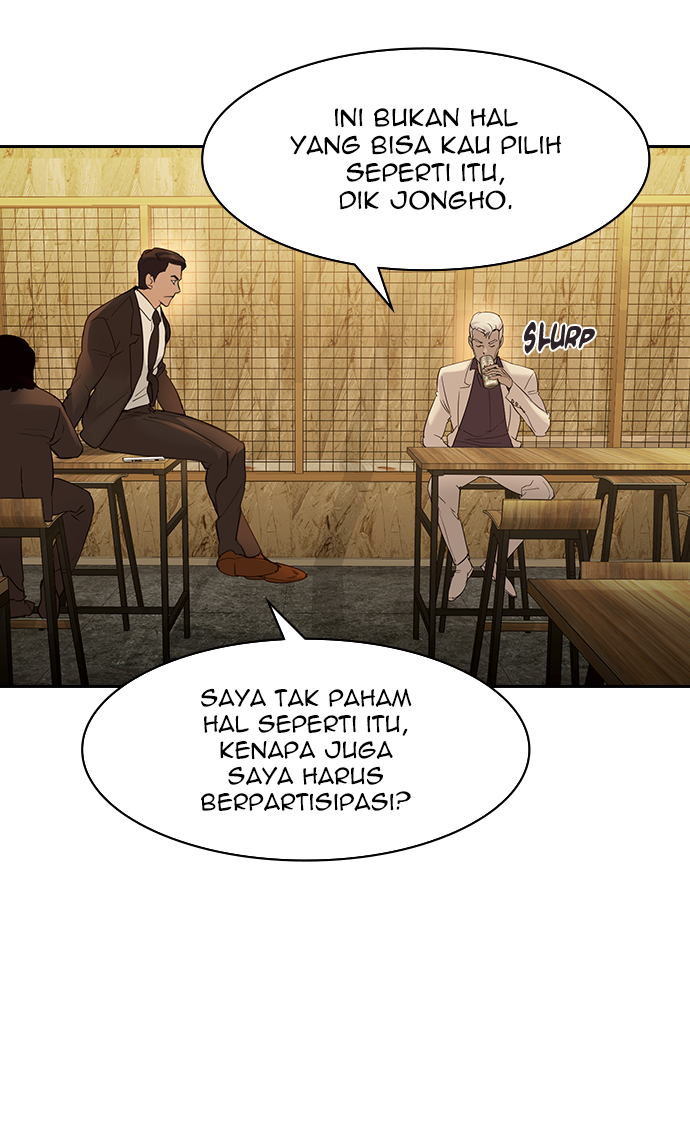 INI BUKAN HAL
YANG BISA KAU PILIH
SEPERTI ITU,
DIK JONGHO.
SLURP
SAYA TAK PAHAM
HAL SEPERTI ITU,
KENAPA JUGA
SAYA HARUS
BERPARTISIPASI?